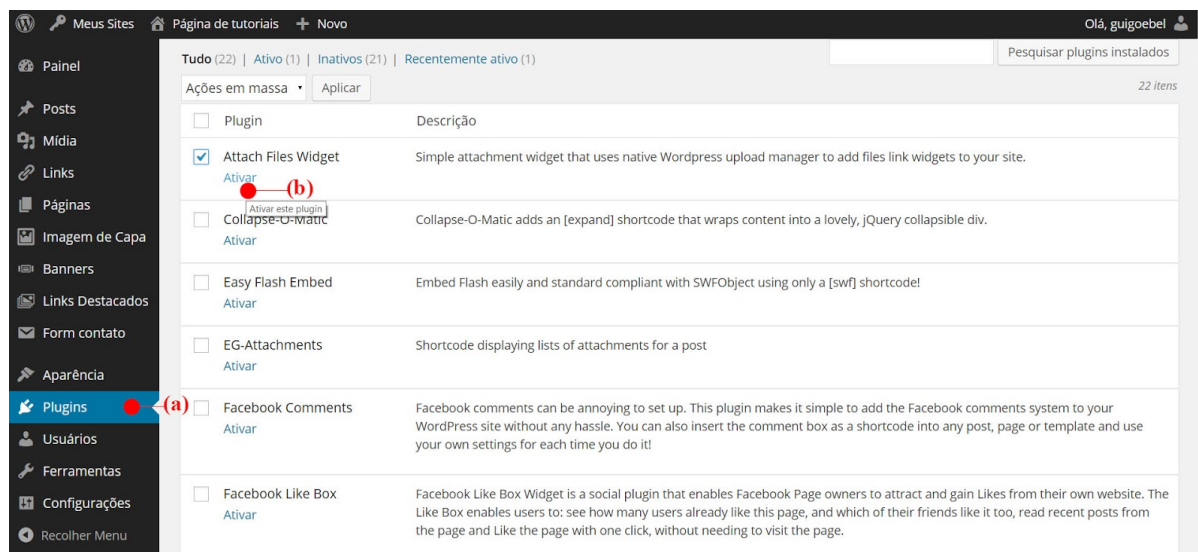 Meus Sites Página de tutoriais + Novo Olá, guigoebel
Painel
Posts
Mídia
Links
Páginas
Imagem de Capa
Banners
Links Destacados
Form contato
Aparência
Plugins
Usuários
Ferramentas
Configurações
Recolher Menu
(a)
Tudo (22) | Ativo (1) | Inativos (21) | Recentemente ativo (1)
Pesquisar plugins instalados
Ações em massa Aplicar
22 itens
Plugin Descrição
Attach Files Widget Simple attachment widget that uses native Wordpress upload manager to add files link widgets to your site.
Ativar
(b)
Ativar este plugin
Collapse-O-Matic Collapse-O-Matic adds an [expand] shortcode that wraps content into a lovely, jQuery collapsible div.
Ativar
Easy Flash Embed Embed Flash easily and standard compliant with SWFObject using only a [swf] shortcode!
Ativar
EG-Attachments Shortcode displaying lists of attachments for a post
Ativar
Facebook Comments Facebook comments can be annoying to set up. This plugin makes it simple to add the Facebook comments system to your
Ativar WordPress site without any hassle. You can also insert the comment box as a shortcode into any post, page or template and use
your own settings for each time you do it!
Facebook Like Box Facebook Like Box Widget is a social plugin that enables Facebook Page owners to attract and gain Likes from their own website. The
Ativar Like Box enables users to: see how many users already like this page, and which of their friends like it too, read recent posts from
the page and Like the page with one click, without needing to visit the page.